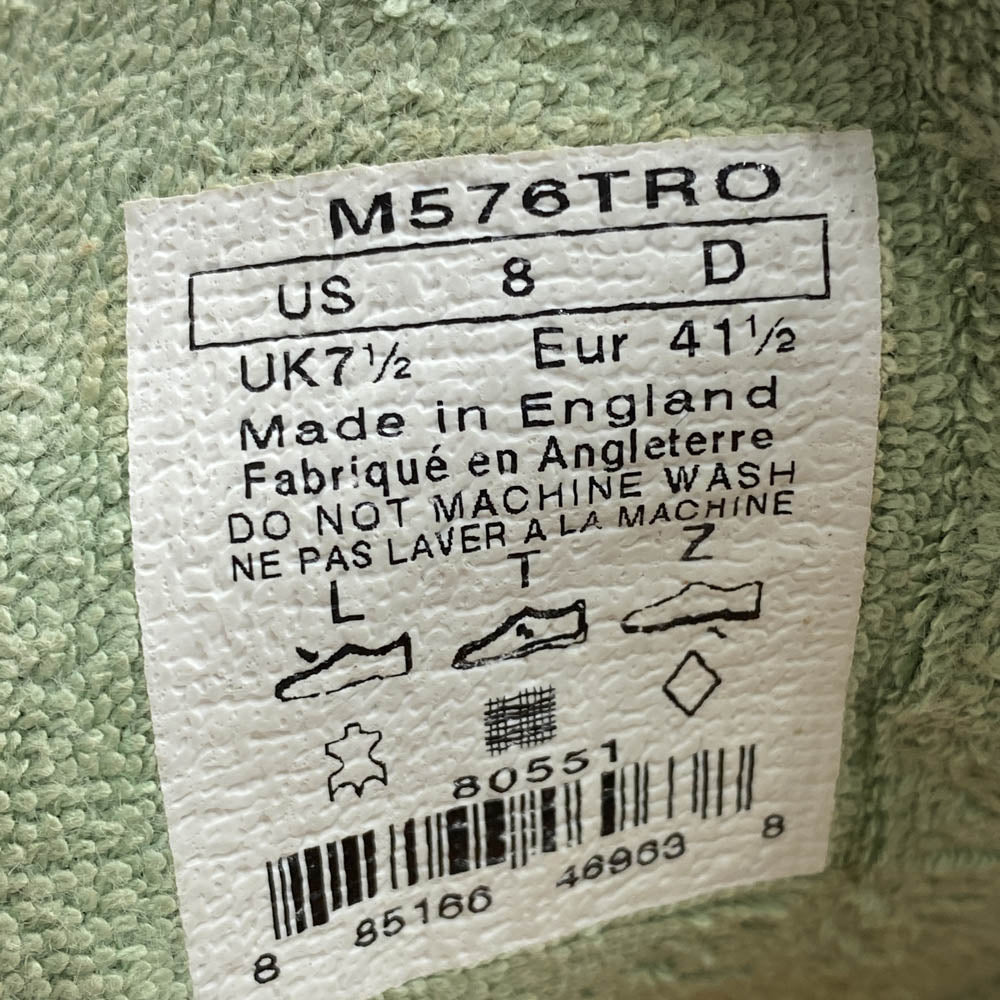 M576TRO
US 8 D
UK7½ Eur 41½
Made in England
Fabriqué en Angleterre
DO NOT MACHINE WASH
NE PAS LAVER A LA MACHINE
L T Z
80551
8 85166 46963 8